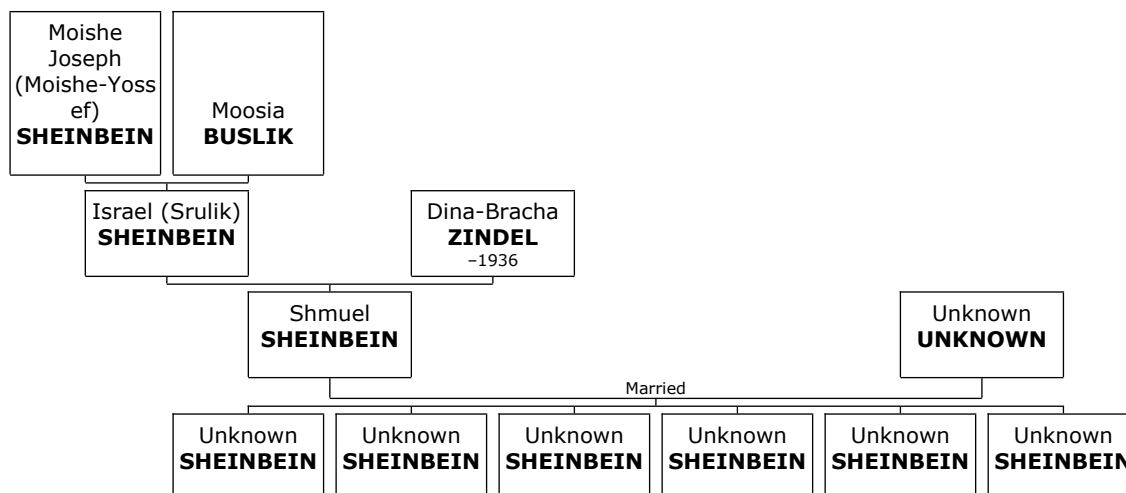 Moishe
Joseph
(Moishe-Yoss
ef)
SHEINBEIN
Moosia
BUSLIK
Israel (Srulik)
SHEINBEIN
Dina-Bracha
ZINDEL
–1936
Shmuel
SHEINBEIN
Unknown
UNKNOWN
Married
Unknown
SHEINBEIN
Unknown
SHEINBEIN
Unknown
SHEINBEIN
Unknown
SHEINBEIN
Unknown
SHEINBEIN
Unknown
SHEINBEIN